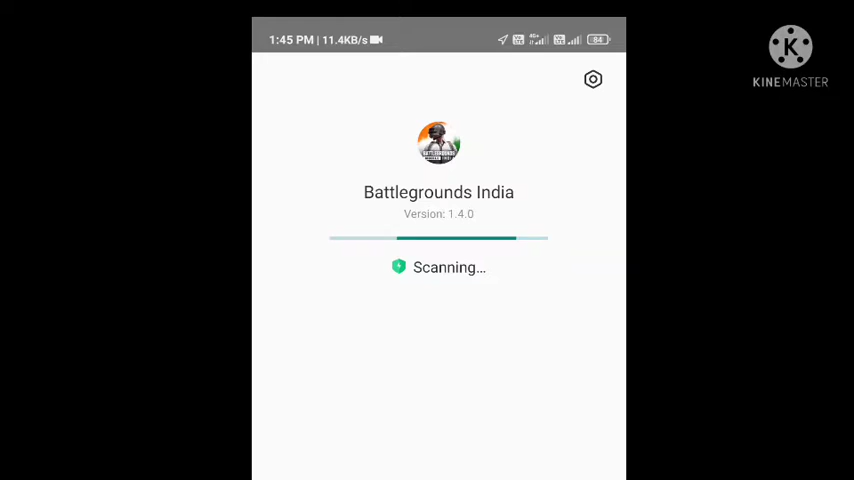 1:45 PM | 11.4KB/s
84
KINEMASTER
Battlegrounds India
Version: 1.4.0
Scanning...